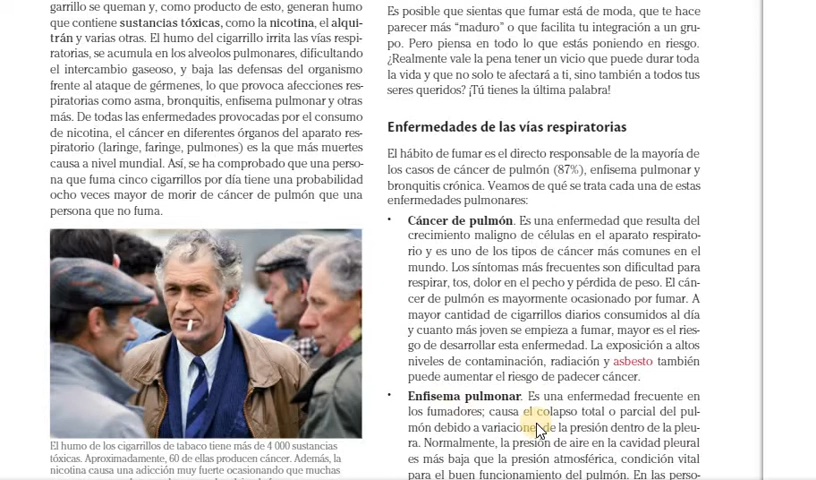 garrillo se queman y, como producto de esto, generan humo
que contiene sustancias tóxicas, como la nicotina, el alqui-
trán y varias otras. El humo del cigarrillo irrita las vías respi-
ratorias, se acumula en los alveolos pulmonares, dificultando
el intercambio gaseoso, y baja las defensas del organismo
frente al ataque de gérmenes, lo que provoca afecciones res-
piratorias como asma, bronquitis, enfisema pulmonar y otras
más. De todas las enfermedades provocadas por el consumo
de nicotina, el cáncer en diferentes órganos del aparato res-
piratorio (laringe, faringe, pulmones) es la que más muertes
causa a nivel mundial. Así, se ha comprobado que una perso-
na que fuma cinco cigarrillos por día tiene una probabilidad
ocho veces mayor de morir de cáncer de pulmón que una
persona que no fuma.
El humo de los cigarrillos de tabaco tiene más de 4 000 sustancias
tóxicas. Aproximadamente, 60 de ellas producen cáncer. Además, la
nicotina causa una adicción muy fuerte ocasionando que muchas
Es posible que sientas que fumar está de moda, que te hace
parecer más “maduro” o que facilita tu integración a un gru-
po. Pero piensa en todo lo que estás poniendo en riesgo.
¿Realmente vale la pena tener un vicio que puede durar toda
la vida y que no solo te afectará a ti, sino también a todos tus
seres queridos? ¡Tú tienes la última palabra!
Enfermedades de las vías respiratorias
El hábito de fumar es el directo responsable de la mayoría de
los casos de cáncer de pulmón (87%), enfisema pulmonar y
bronquitis crónica. Veamos de qué se trata cada una de estas
enfermedades pulmonares:
• Cáncer de pulmón. Es una enfermedad que resulta del
crecimiento maligno de células en el aparato respirato-
rio y es uno de los tipos de cáncer más comunes en el
mundo. Los síntomas más frecuentes son dificultad para
respirar, tos, dolor en el pecho y pérdida de peso. El cán-
cer de pulmón es mayormente ocasionado por fumar. A
mayor cantidad de cigarrillos diarios consumidos al día
y cuanto más joven se empieza a fumar, mayor es el ries-
go de desarrollar esta enfermedad. La exposición a altos
niveles de contaminación, radiación y asbesto también
puede aumentar el riesgo de padecer cáncer.
• Enfisema pulmonar. Es una enfermedad frecuente en
los fumadores; causa el colapso total o parcial del pul-
món debido a variaciones de la presión dentro de la pleu-
ra. Normalmente, la presión de aire en la cavidad pleural
es más baja que la presión atmosférica, condición vital
para el buen funcionamiento del pulmón. En las perso-